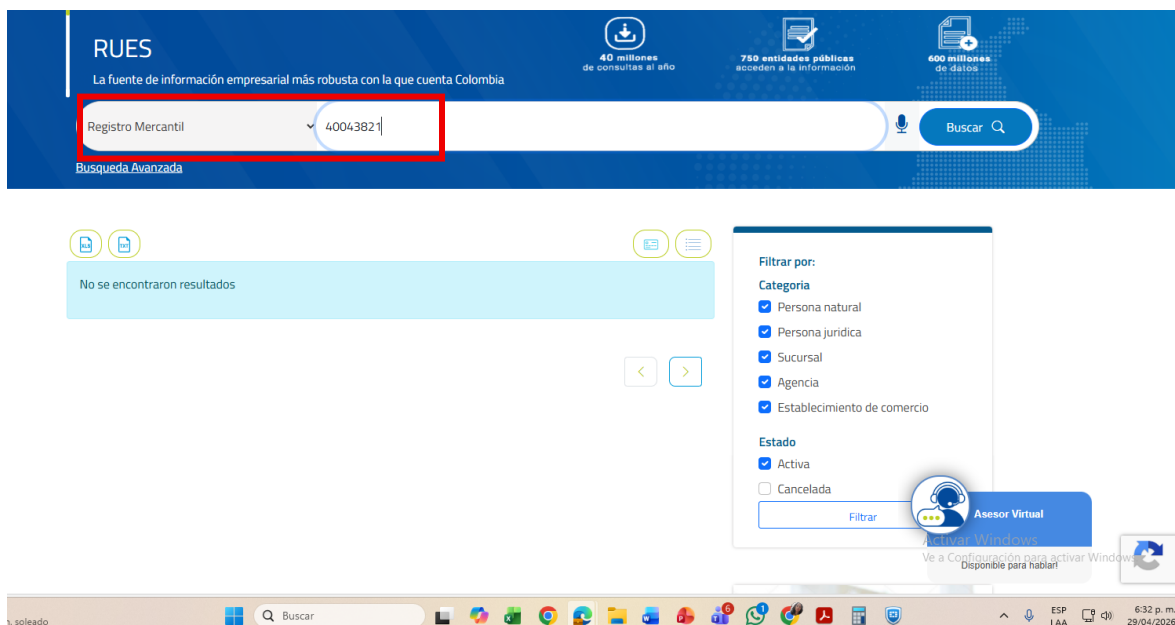 RUES
La fuente de información empresarial más robusta con la que cuenta Colombia
40 millones
de consultas al año
750 entidades públicas
acceden a la información
600 millones
de datos
Registro Mercantil
40043821
Buscar
Busqueda Avanzada
XLS
TXT
No se encontraron resultados
Filtrar por:
Categoria
Persona natural
Persona juridica
Sucursal
Agencia
Establecimiento de comercio
Estado
Activa
Cancelada
Filtrar
Asesor Virtual
Disponible para hablar!
Activar Windows
Ve a Configuración para activar Windows
soleado
Buscar
6
ESP
LAA
6:32 p. m.